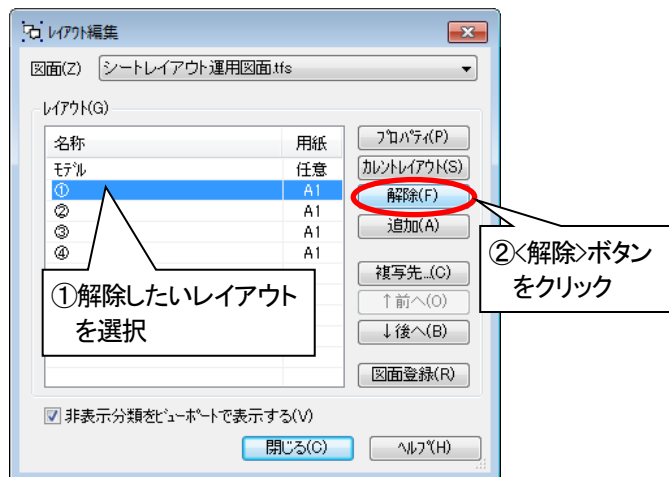 レイアウト編集
図面(Z) シートレイアウト運用図面.tfs
レイアウト(G)
名称 用紙
モデル 任意
① A1
② A1
③ A1
④ A1
プロパティ(P)
カレントレイアウト(S)
解除(F)
追加(A)
複写先...(C)
↑前へ(O)
↓後へ(B)
図面登録(R)
①解除したいレイアウト
を選択
②<解除>ボタン
をクリック
非表示分類をビューポートで表示する(V)
閉じる(C) ヘルプ(H)